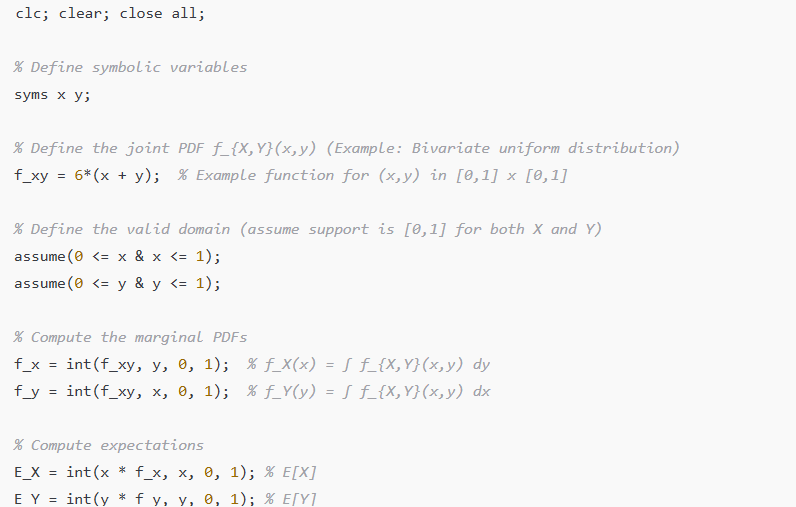 clc; clear; close all;
% Define symbolic variables
syms x y;
% Define the joint PDF f_{X,Y}(x,y) (Example: Bivariate uniform distribution)
f_xy = 6*(x + y);  % Example function for (x,y) in [0,1] x [0,1]
% Define the valid domain (assume support is [0,1] for both X and Y)
assume(0 <= x & x <= 1);
assume(0 <= y & y <= 1);
% Compute the marginal PDFs
f_x = int(f_xy, y, 0, 1);  % f_X(x) = ∫ f_{X,Y}(x,y) dy
f_y = int(f_xy, x, 0, 1);  % f_Y(y) = ∫ f_{X,Y}(x,y) dx
% Compute expectations
E_X = int(x * f_x, x, 0, 1); % E[X]
E_Y = int(y * f_y, y, 0, 1); % E[Y]